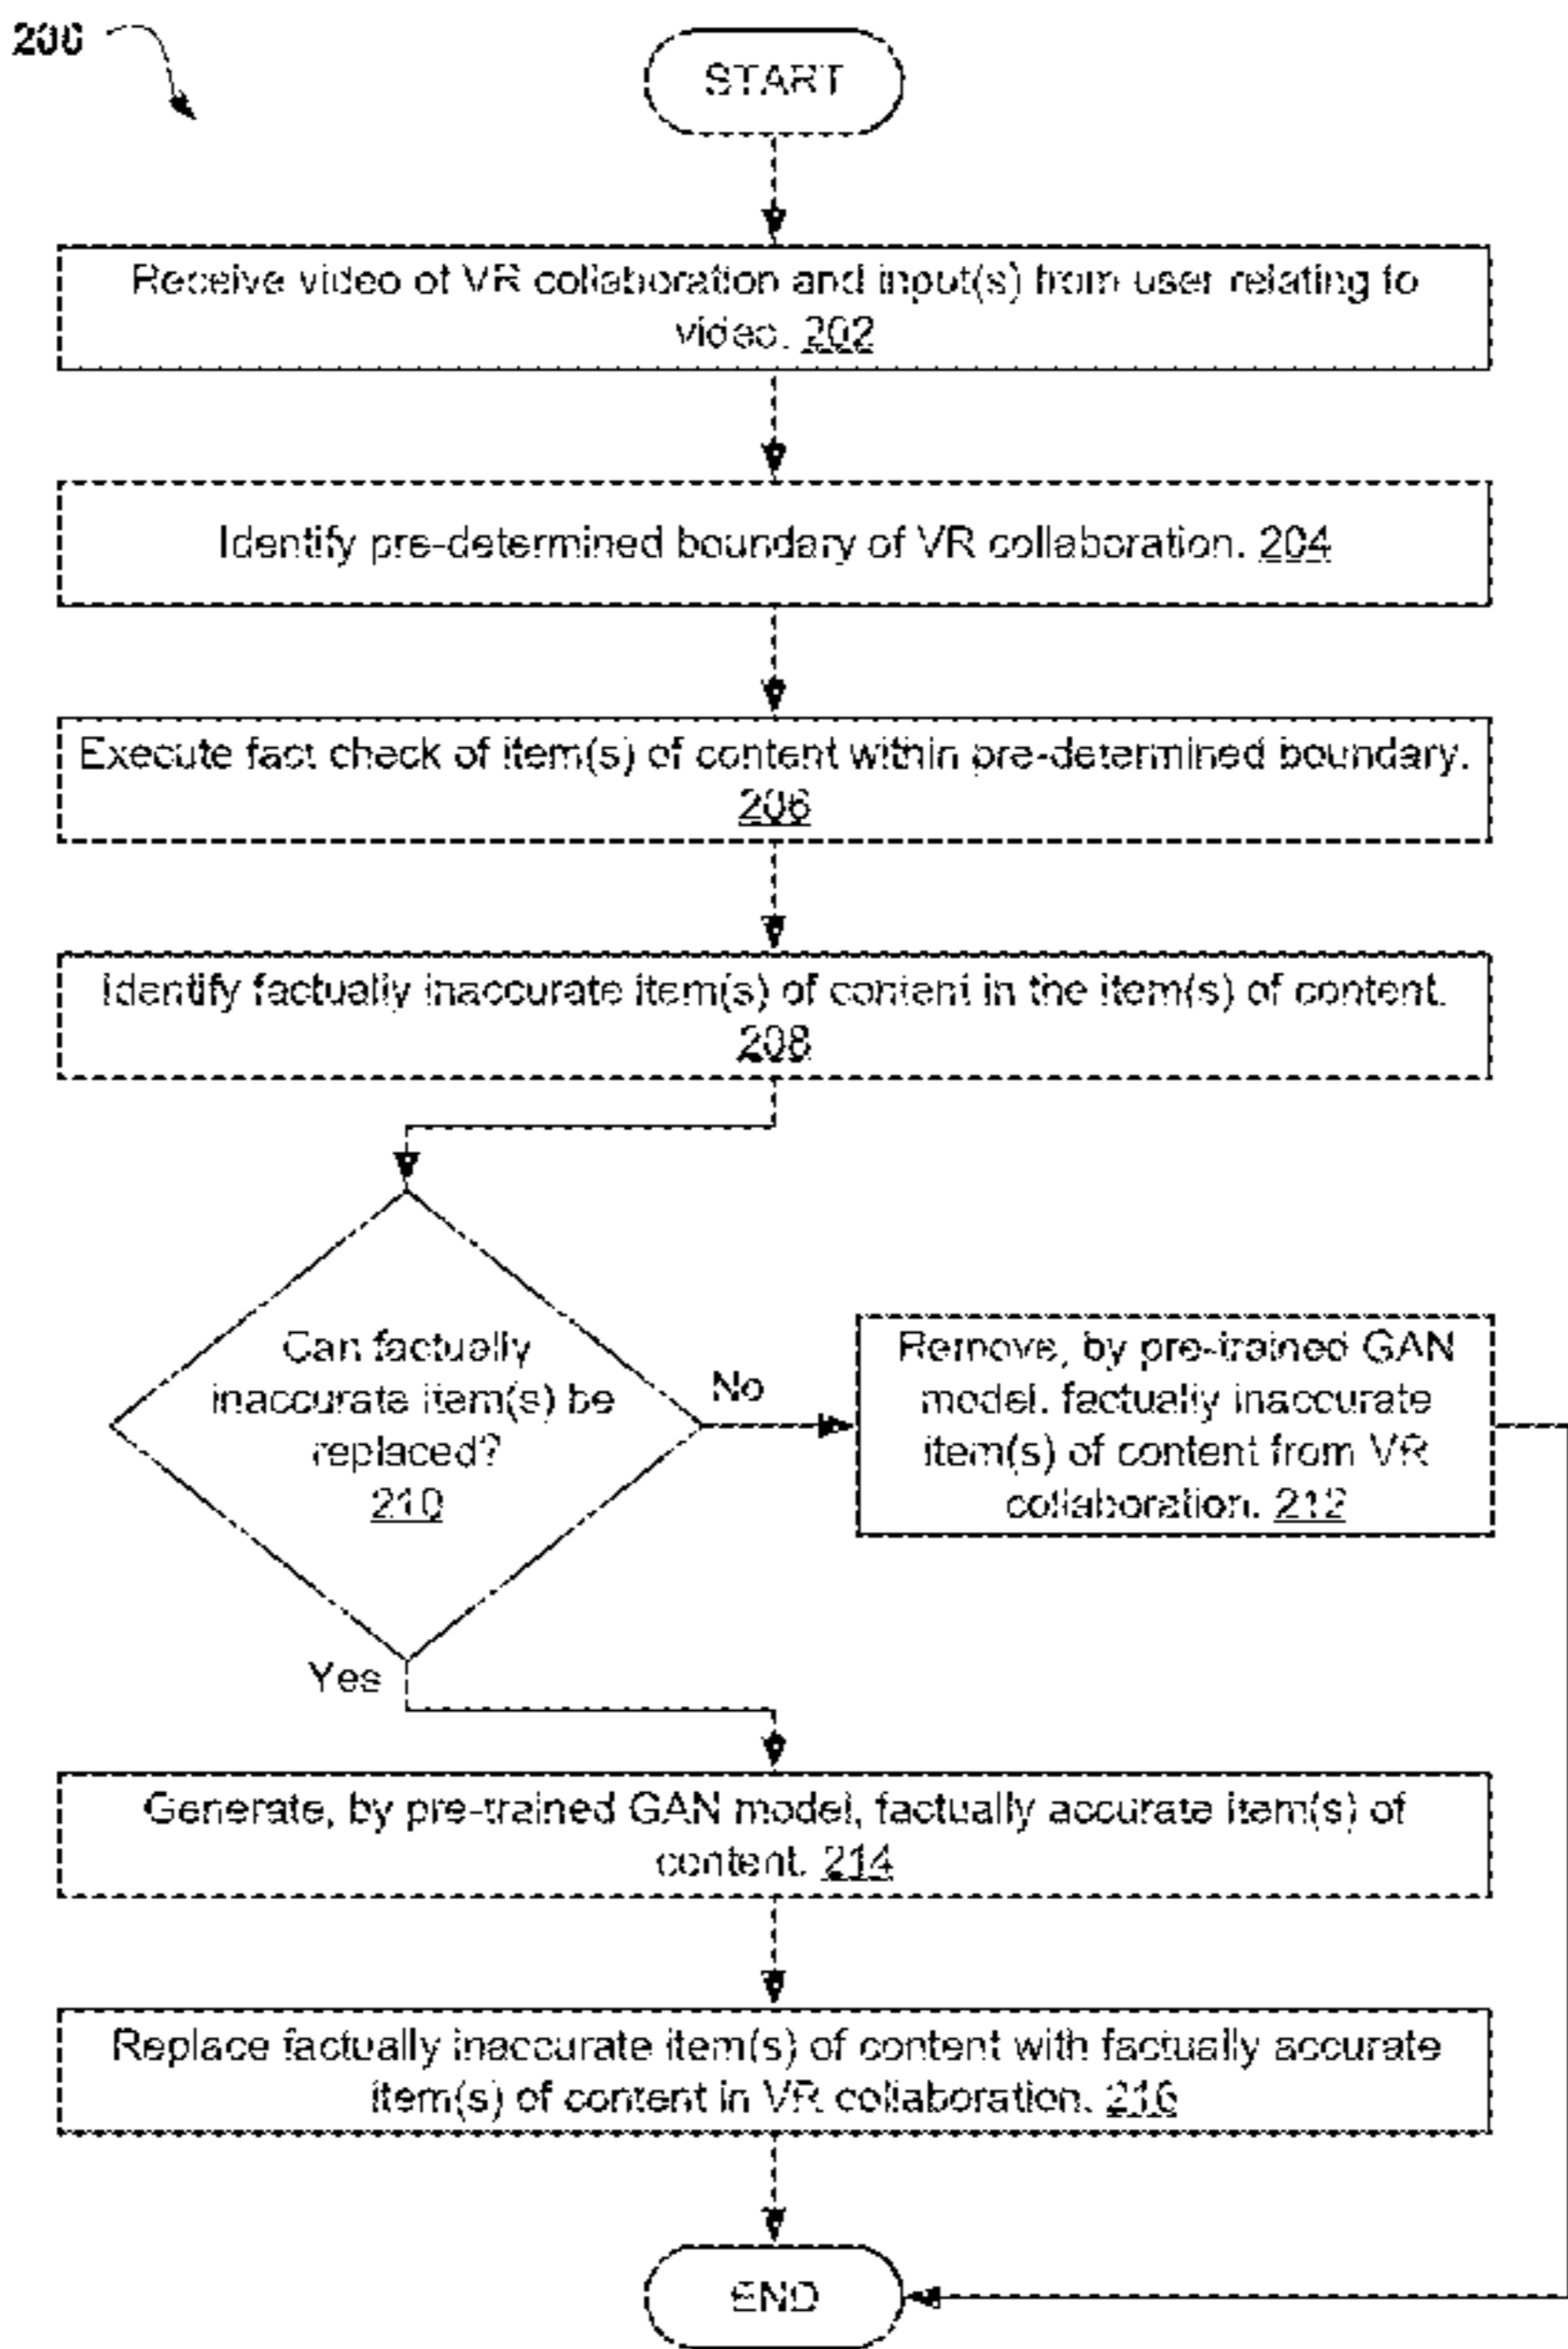 200
START
Receive video of VR collaboration and input(s) from user relating to
video. 202
Identify pre-determined boundary of VR collaboration. 204
Execute fact check of item(s) of content within pre-determined boundary.
206
Identify factually inaccurate item(s) of content in the item(s) of content.
208
Can factually
inaccurate item(s) be
replaced?
210
No
Remove, by pre-trained GAN
model, factually inaccurate
item(s) of content from VR
collaboration. 212
Yes
Generate, by pre-trained GAN model, factually accurate item(s) of
content. 214
Replace factually inaccurate item(s) of content with factually accurate
item(s) of content in VR collaboration. 216
END